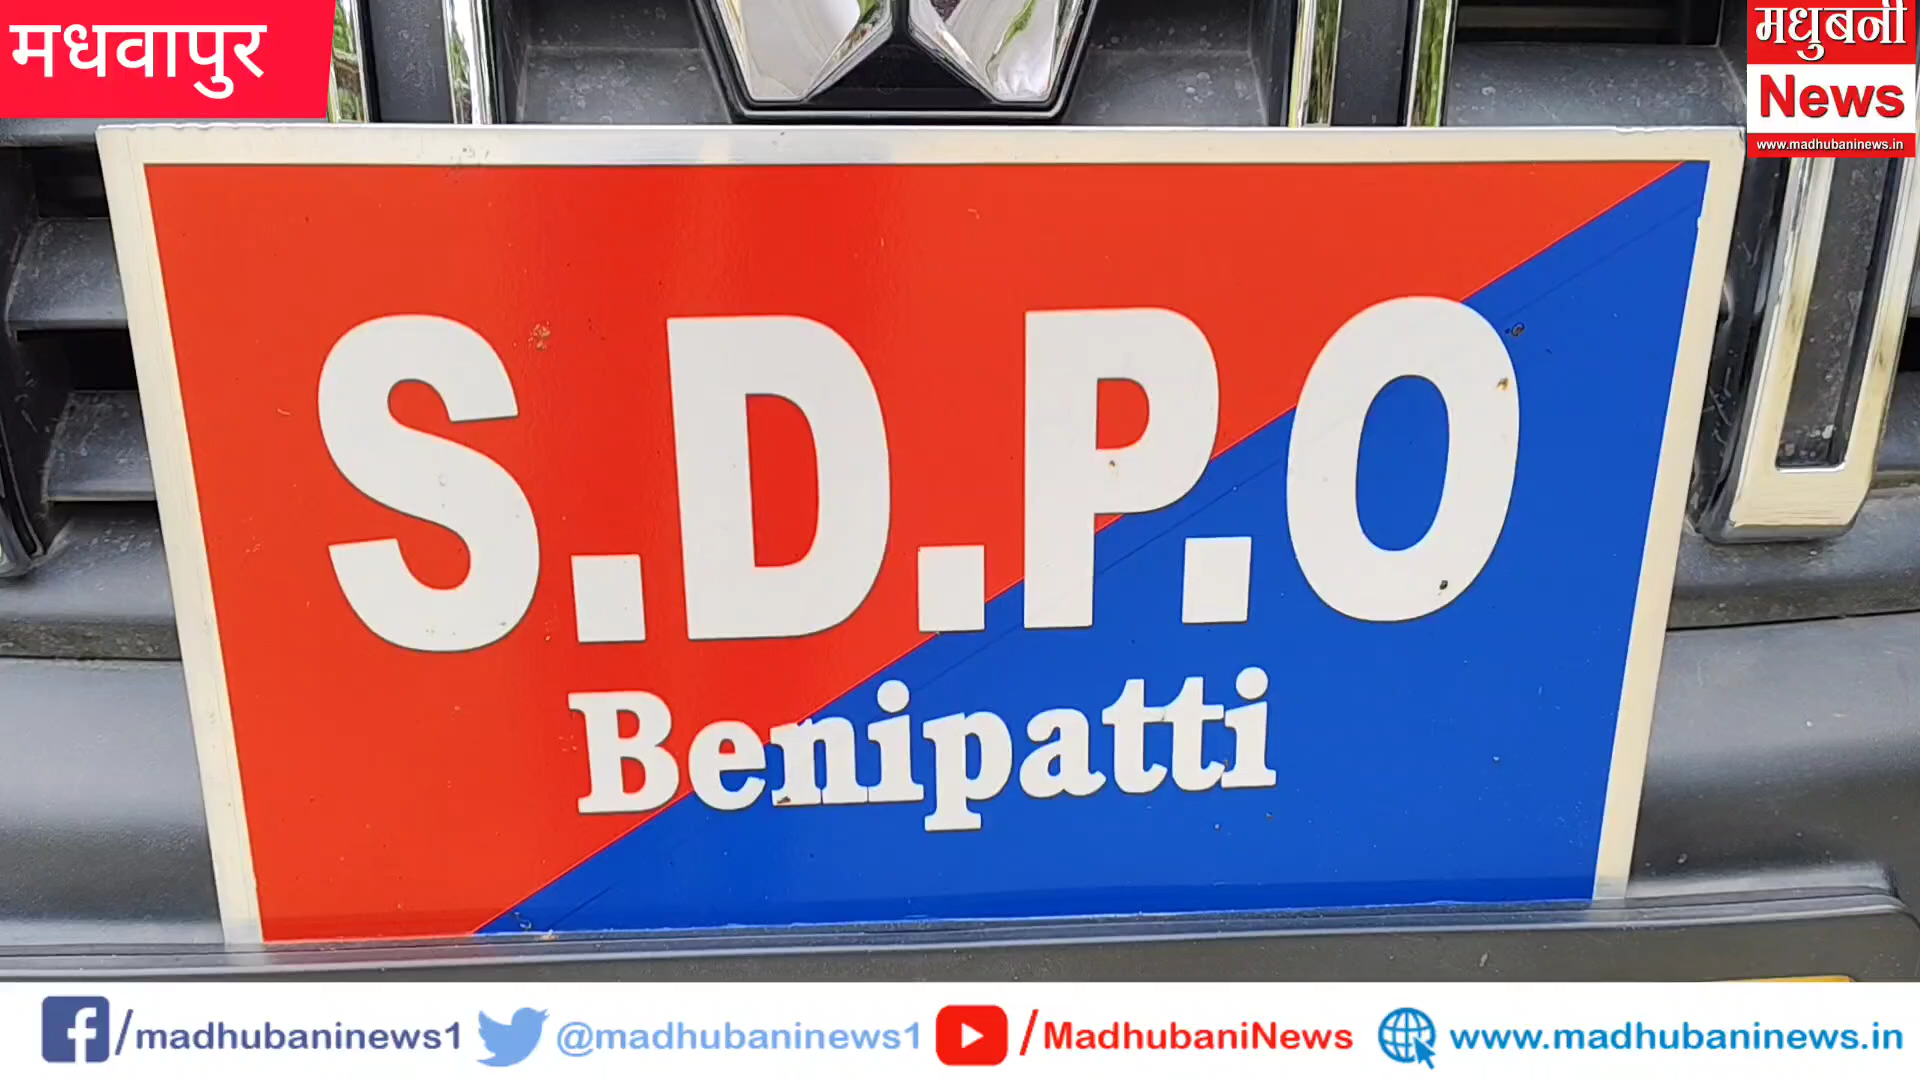 मधवापुर
मधुबनी
News
www.madhubaninews.in
S.D.P.O
Benipatti
/madhubaninews1
@madhubaninews1
/MadhubaniNews
www.madhubaninews.in